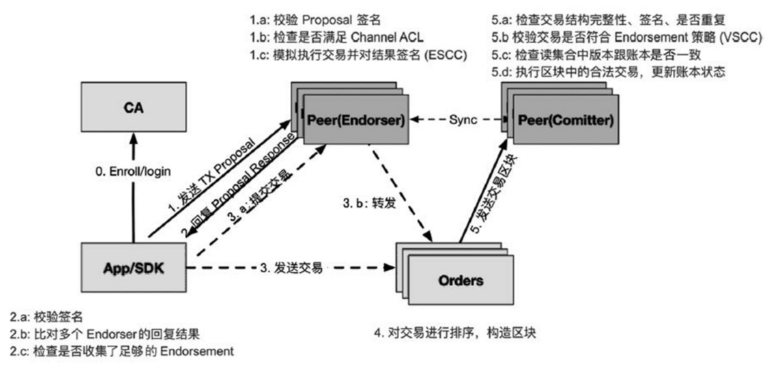 1.a: 校验 Proposal 签名
1.b: 检查是否满足 Channel ACL
1.c: 模拟执行交易并对结果签名 (ESCC)
5.a: 检查交易结构完整性、签名、是否重复
5.b 校验交易是否符合 Endorsement 策略 (VSCC)
5.c: 检查读集合中版本跟账本是否一致
5.d: 执行区块中的合法交易，更新账本状态
CA
Peer(Endorser)
Sync
Peer(Comitter)
0. Enroll/login
1. 发送 TX Proposal
2. 回复 Proposal Response
3. a: 提交交易
3. b: 转发
5. 发送交易区块
App/SDK
3. 发送交易
Orders
2.a: 校验签名
2.b: 比对多个 Endorser的回复结果
2.c: 检查是否收集了足够的 Endorsement
4. 对交易进行排序，构造区块